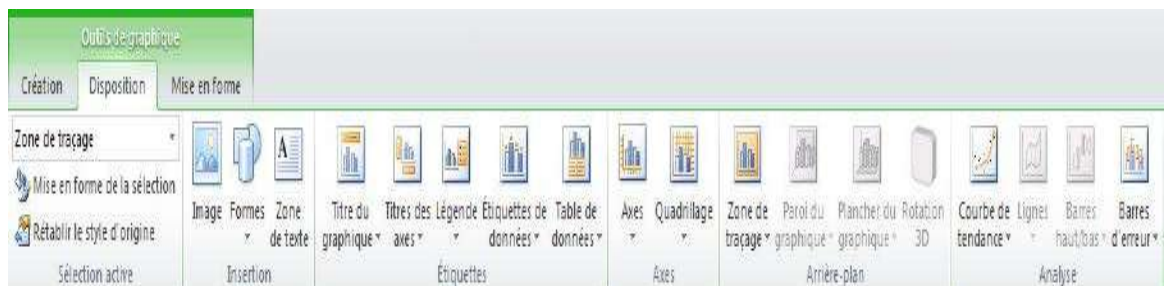 Outils de graphique
Création Disposition Mise en forme
Zone de traçage
Mise en forme de la sélection
Rétablir le style d'origine
Sélection active
Image Formes Zone de texte
Insertion
Titre du graphique Titres des axes Légende Étiquettes de données Table de données
Étiquettes
Axes Quadrillage
Axes
Zone de traçage Paroi du graphique Plancher du graphique Rotation 3D
Arrière-plan
Courbe de tendance Lignes Barres haut/bas Barres d'erreur
Analyse